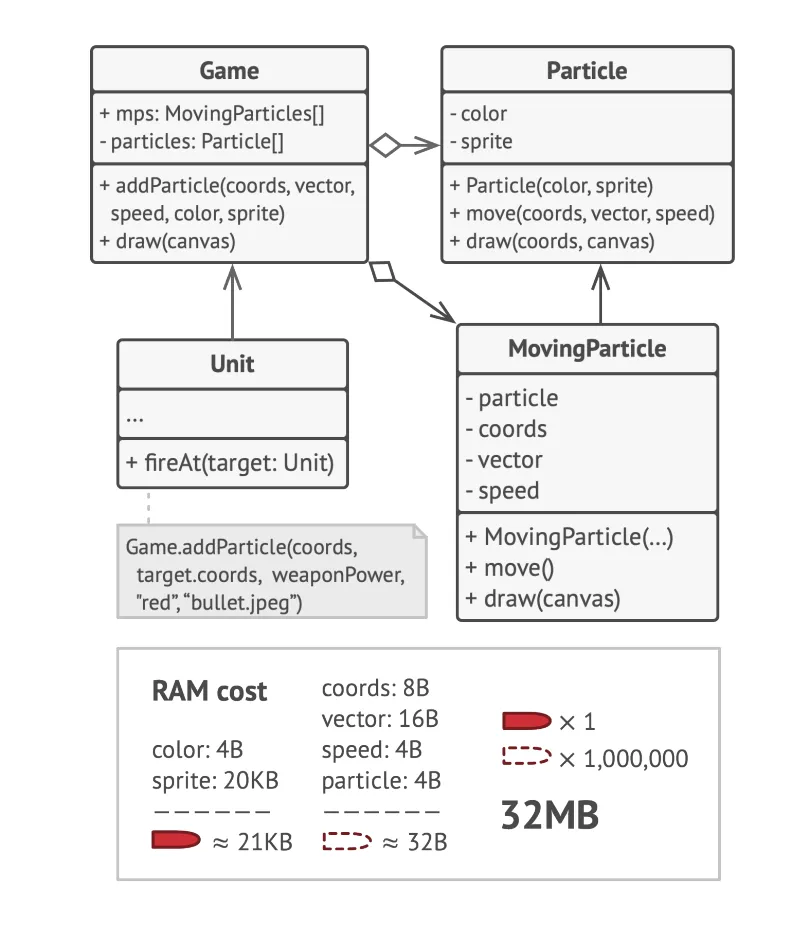 Game
+ mps: MovingParticles[]
- particles: Particle[]
+ addParticle(coords, vector,
speed, color, sprite)
+ draw(canvas)
Particle
- color
- sprite
+ Particle(color, sprite)
+ move(coords, vector, speed)
+ draw(coords, canvas)
Unit
...
+ fireAt(target: Unit)
Game.addParticle(coords,
target.coords, weaponPower,
"red”,“bullet.jpeg”)
MovingParticle
- particle
- coords
- vector
- speed
+ MovingParticle(...)
+ move()
+ draw(canvas)
RAM cost
color: 4B
sprite: 20KB
≈ 21KB
coords: 8B
vector: 16B
speed: 4B
particle: 4B
≈ 32B
× 1
× 1,000,000
32MB